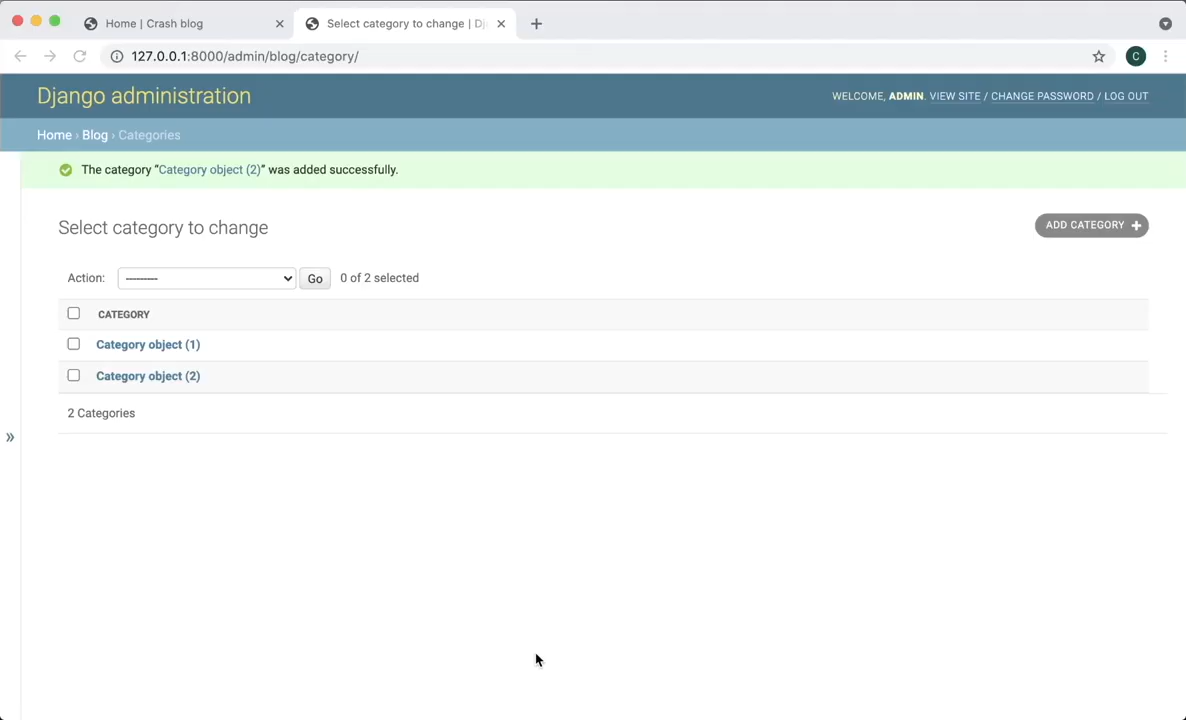 Home | Crash blog
Select category to change | Dj
127.0.0.1:8000/admin/blog/category/
C
Django administration
WELCOME, ADMIN. VIEW SITE / CHANGE PASSWORD / LOG OUT
Home › Blog › Categories
The category “Category object (2)” was added successfully.
Select category to change
ADD CATEGORY
Action: --------- Go 0 of 2 selected
CATEGORY
Category object (1)
Category object (2)
2 Categories
»